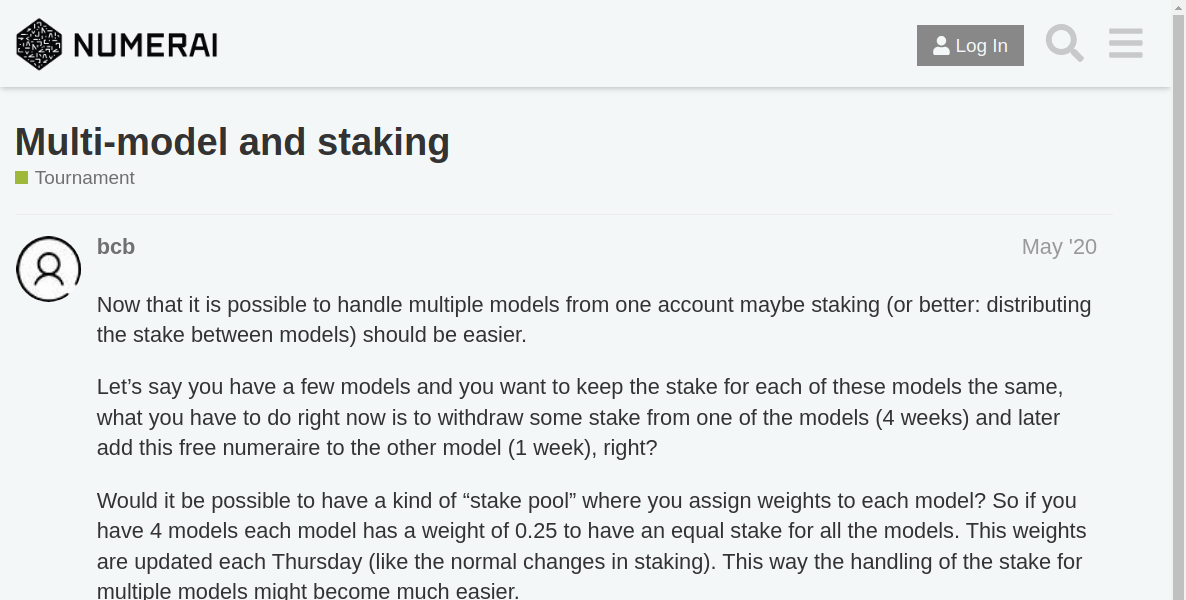 NUMERAI
Log In
Multi-model and staking
Tournament
bcb
May '20
Now that it is possible to handle multiple models from one account maybe staking (or better: distributing
the stake between models) should be easier.
Let’s say you have a few models and you want to keep the stake for each of these models the same,
what you have to do right now is to withdraw some stake from one of the models (4 weeks) and later
add this free numeraire to the other model (1 week), right?
Would it be possible to have a kind of “stake pool” where you assign weights to each model? So if you
have 4 models each model has a weight of 0.25 to have an equal stake for all the models. This weights
are updated each Thursday (like the normal changes in staking). This way the handling of the stake for
multiple models might become much easier.